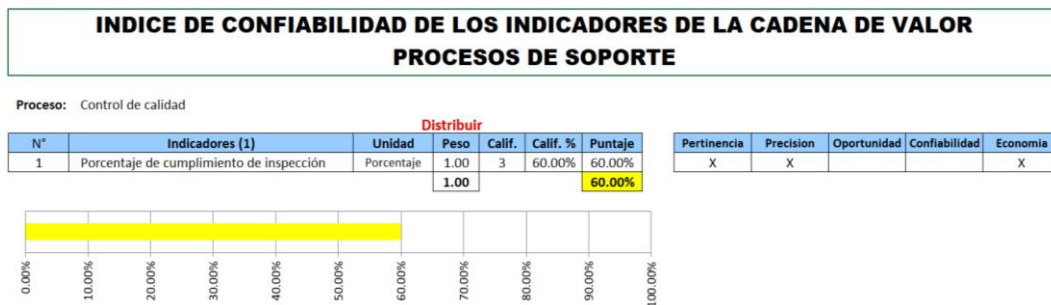 INDICE DE CONFIABILIDAD DE LOS INDICADORES DE LA CADENA DE VALOR
PROCESOS DE SOPORTE
Proceso: Control de calidad
Distribuir
N° Indicadores (1) Unidad Peso Calif. Calif. % Puntaje Pertinencia Precision Oportunidad Confiabilidad Economia
1 Porcentaje de cumplimiento de inspección Porcentaje 1.00 3 60.00% 60.00% X X X
1.00 60.00%
0.00% 10.00% 20.00% 30.00% 40.00% 50.00% 60.00% 70.00% 80.00% 90.00% 100.00%